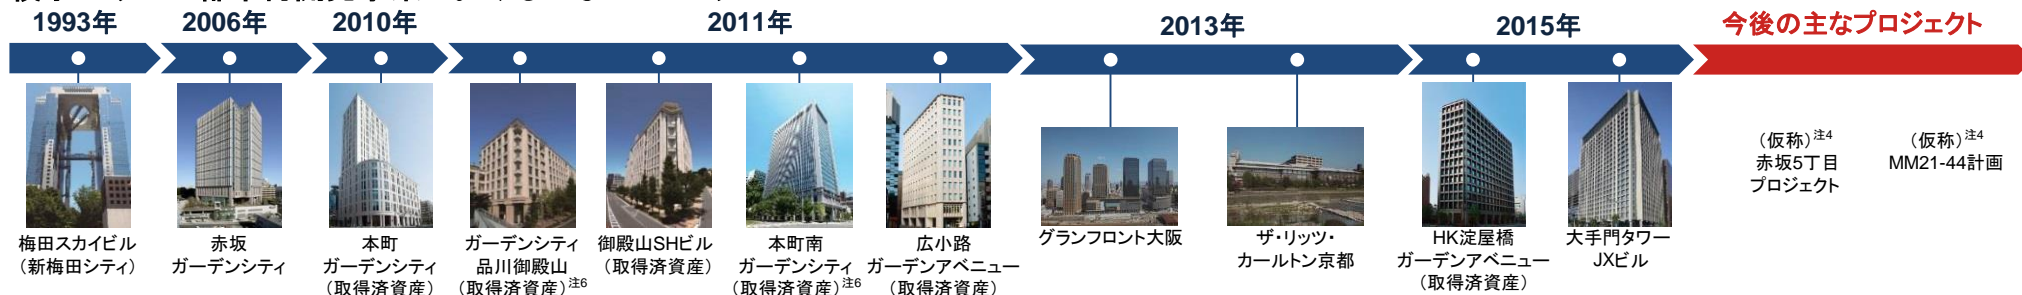 1993年
2006年
2010年
2011年
2013年
2015年
今後の主なプロジェクト
梅田スカイビル
（新梅田シティ）
赤坂
ガーデンシティ
本町
ガーデンシティ
（取得済資産）
ガーデンシティ
品川御殿山
（取得済資産）注6
御殿山SHビル
（取得済資産）
本町南
ガーデンシティ
（取得済資産）注6
広小路
ガーデンアベニュー
（取得済資産）
グランフロント大阪
ザ・リッツ・
カールトン京都
HK淀屋橋
ガーデンアベニュー
（取得済資産）
大手門タワー
JXビル
（仮称）注4
赤坂5丁目
プロジェクト
（仮称）注4
MM21-44計画